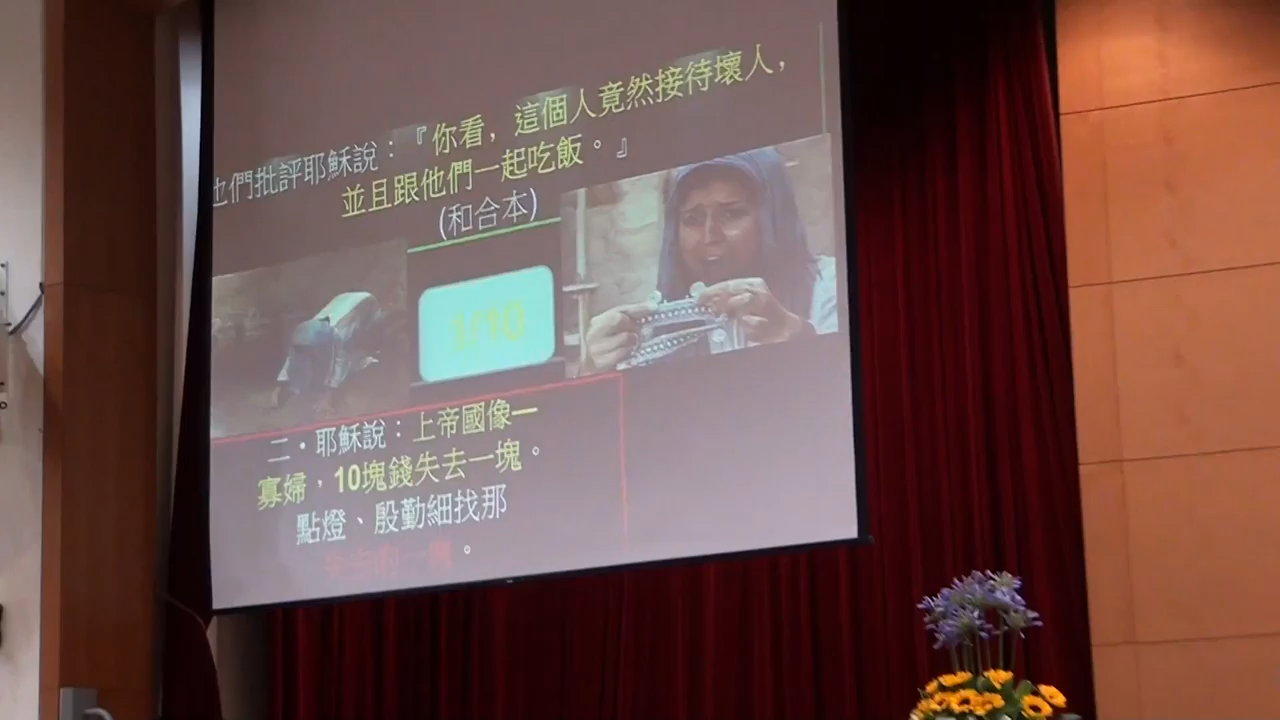 他們批評耶穌說：『你看，這個人竟然接待壞人，
並且跟他們一起吃飯。』
(和合本)
1/10
二·耶穌說：上帝國像一
寡婦，10塊錢失去一塊。
點燈、殷勤細找那
。